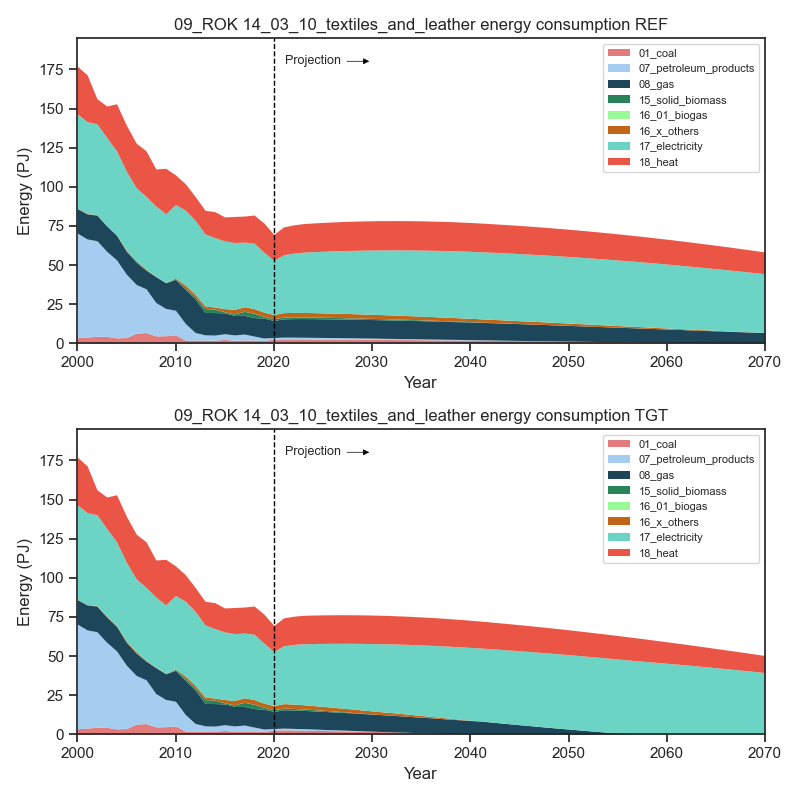 09_ROK 14_03_10_textiles_and_leather energy consumption REF
Energy (PJ)
175
150
125
100
75
50
25
0
Projection
01_coal
07_petroleum_products
08_gas
15_solid_biomass
16_01_biogas
16_x_others
17_electricity
18_heat
2000 2010 2020 2030 2040 2050 2060 2070
Year
09_ROK 14_03_10_textiles_and_leather energy consumption TGT
Energy (PJ)
175
150
125
100
75
50
25
0
Projection
01_coal
07_petroleum_products
08_gas
15_solid_biomass
16_01_biogas
16_x_others
17_electricity
18_heat
2000 2010 2020 2030 2040 2050 2060 2070
Year